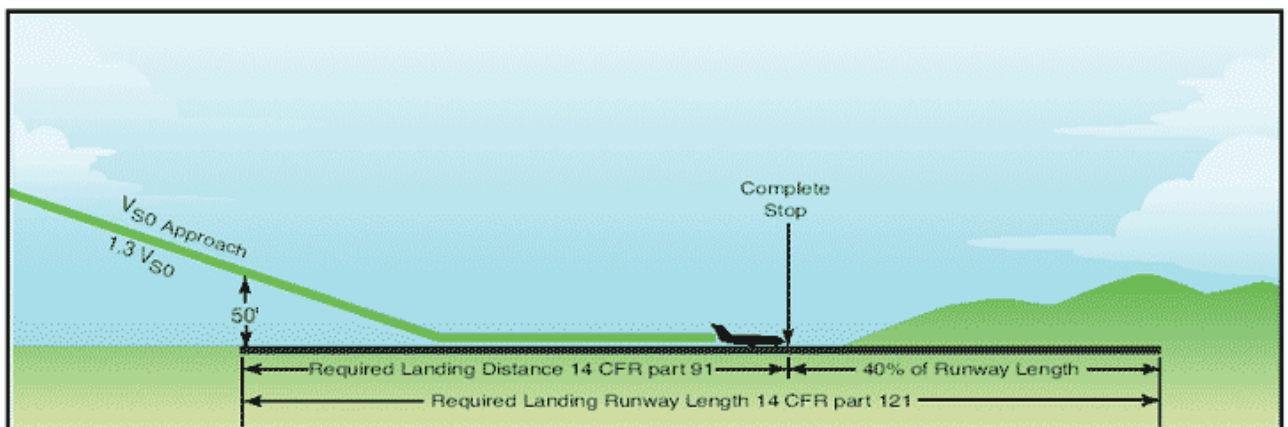 VS0 Approach
1.3 VS0
Complete
Stop
50'
Required Landing Distance 14 CFR part 91
40% of Runway Length
Required Landing Runway Length 14 CFR part 121